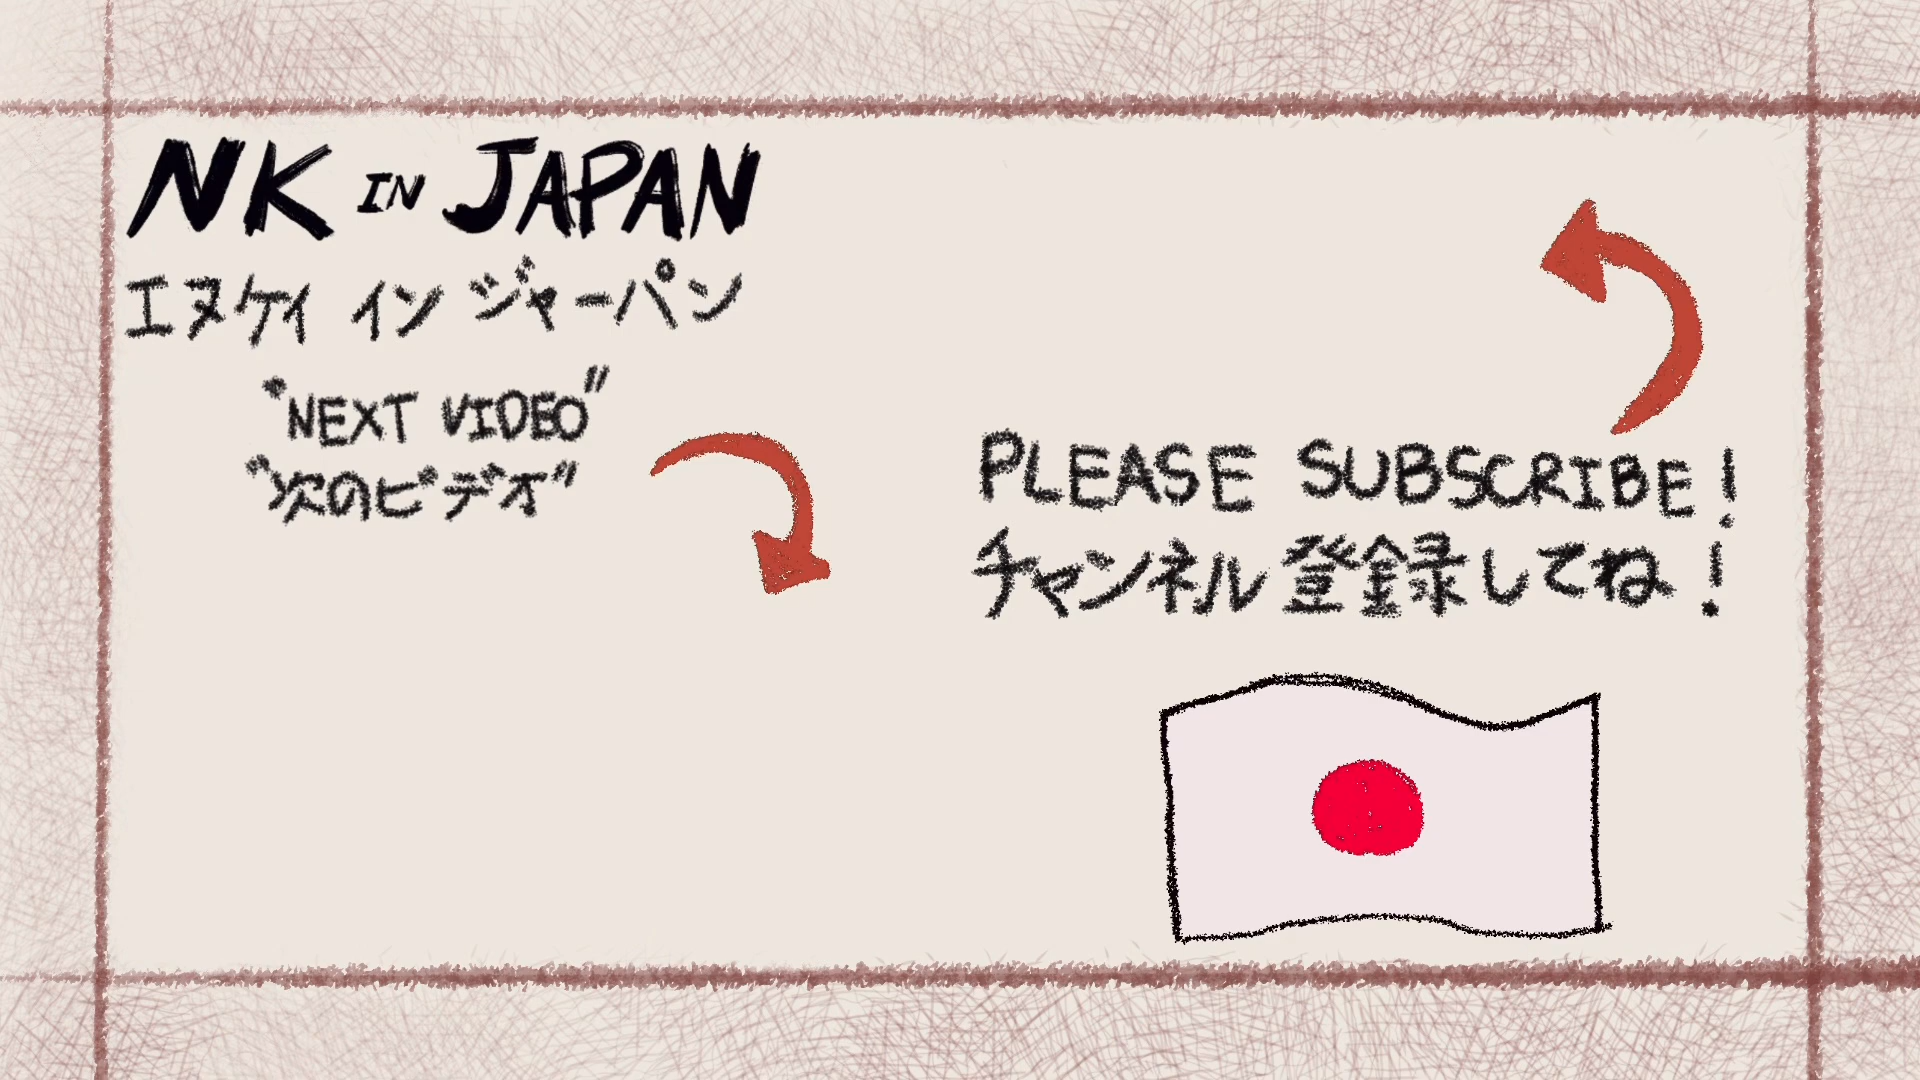 NK IN JAPAN
エヌケイ イン ジャーパン
"NEXT VIDEO"
"次のビデオ"
PLEASE SUBSCRIBE!
チャンネル登録してね!